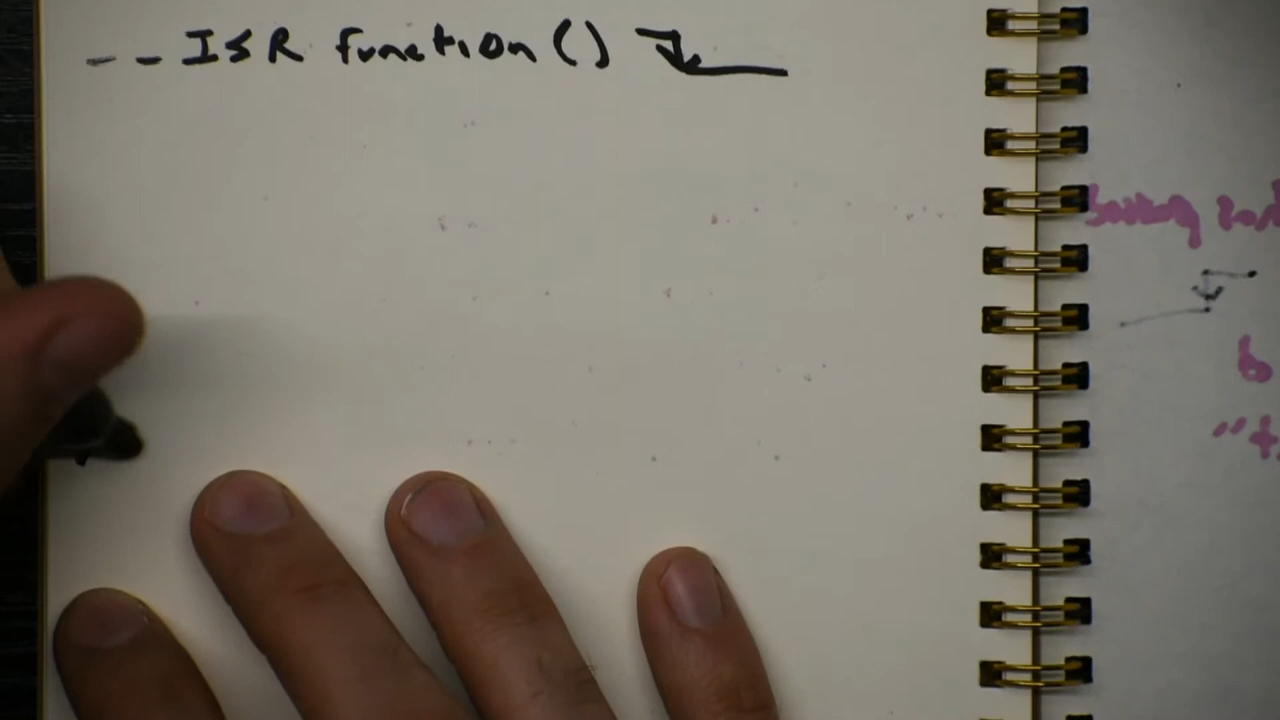 -- ISR function()
b
"t